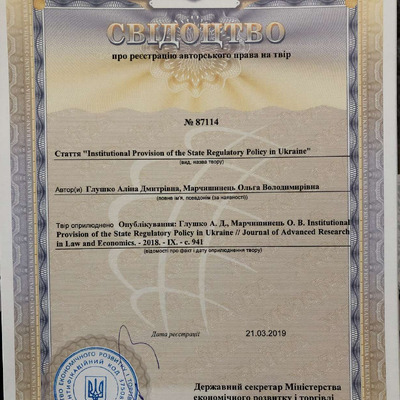 СВІДОЦТВО
про реєстрацію авторського права на твір
№ 87114
Стаття "Institutional Provision of the State Regulatory Policy in Ukraine"
(вид, назва твору)
Автор(и) Глушко Аліна Дмитрівна, Марчишинець Ольга Володимирівна
(повне ім'я, псевдонім (за наявності))
Твір оприлюднено Опублікування: Глушко А. Д., Марчишинець О. В. Institutional
Provision of the State Regulatory Policy in Ukraine // Journal of Advanced Research
in Law and Economics. - 2018. - IX. - с. 941
(відомості про факт і дату оприлюднення твору)
Дата реєстрації 21.03.2019
Державний секретар Міністерства
економічного розвитку і торгівлі